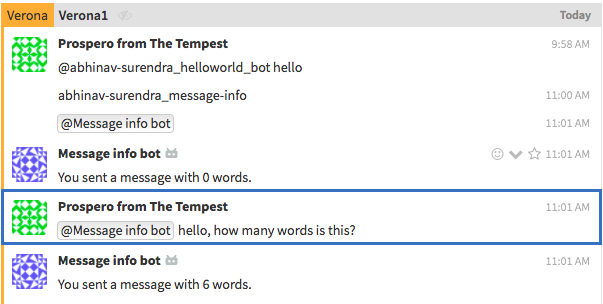 Verona Verona1 Today
Prospero from The Tempest 9:58 AM
@abhinav-surendra_helloworld_bot hello
abhinav-surendra_message-info 11:00 AM
@Message info bot 11:01 AM
Message info bot 11:01 AM
You sent a message with 0 words.
Prospero from The Tempest 11:01 AM
@Message info bot hello, how many words is this?
Message info bot 11:01 AM
You sent a message with 6 words.